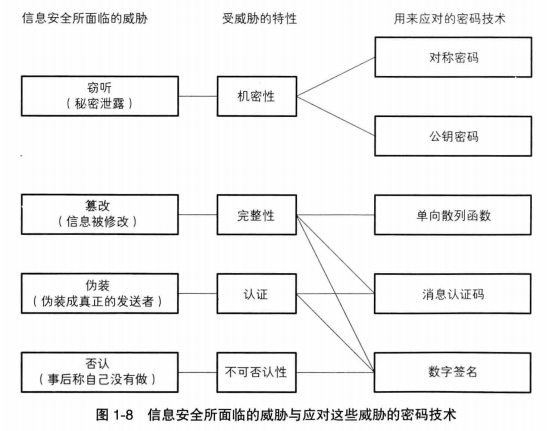 信息安全所面临的威胁 受威胁的特性 用来应对的密码技术
对称密码
窃听
（秘密泄露）
机密性
公钥密码
篡改
（信息被修改）
完整性
单向散列函数
伪装
（伪装成真正的发送者）
认证
消息认证码
否认
（事后称自己没有做）
不可否认性
数字签名
图 1-8 信息安全所面临的威胁与应对这些威胁的密码技术